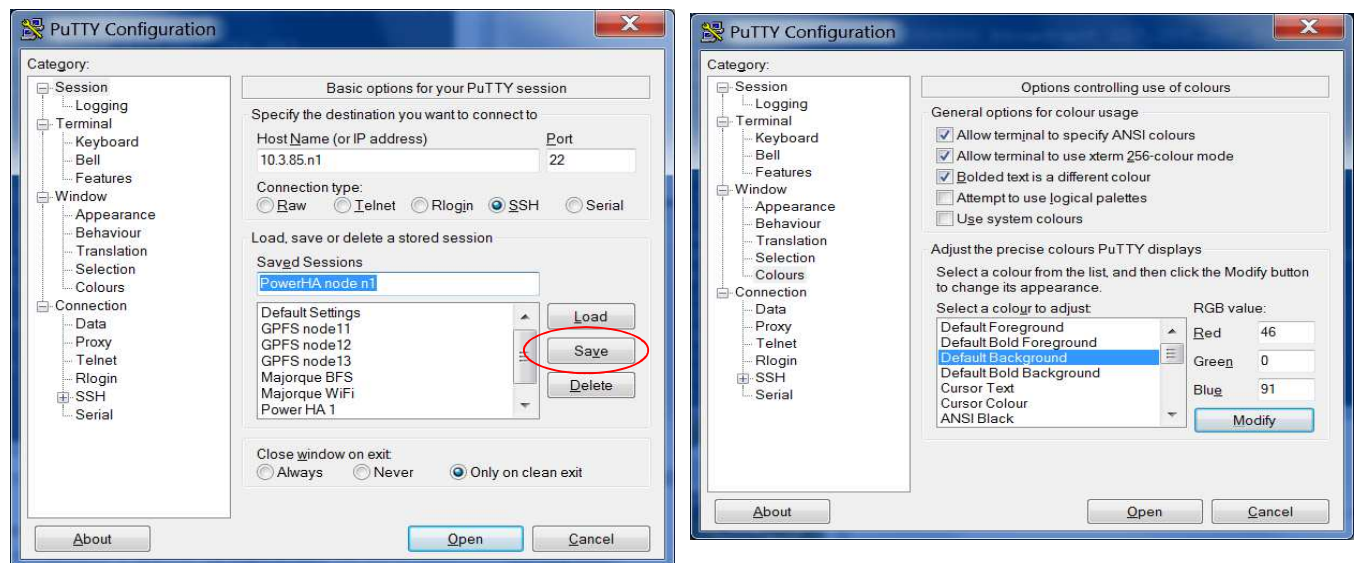 PuTTY Configuration
Category:
Session
Logging
Terminal
Keyboard
Bell
Features
Window
Appearance
Behaviour
Translation
Selection
Colours
Connection
Data
Proxy
Telnet
Rlogin
SSH
Serial
Basic options for your PuTTY session
Specify the destination you want to connect to
Host Name (or IP address) Port
10.3.85.n1 22
Connection type:
Raw Telnet Rlogin SSH Serial
Load, save or delete a stored session
Saved Sessions
PowerHA node n1
Default Settings
GPFS node11
GPFS node12
GPFS node13
Majorque BFS
Majorque WiFi
Power HA 1
Load
Save
Delete
Close window on exit:
Always Never Only on clean exit
About Open Cancel
PuTTY Configuration
Category:
Session
Logging
Terminal
Keyboard
Bell
Features
Window
Appearance
Behaviour
Translation
Selection
Colours
Connection
Data
Proxy
Telnet
Rlogin
SSH
Serial
Options controlling use of colours
General options for colour usage
Allow terminal to specify ANSI colours
Allow terminal to use xterm 256-colour mode
Bolded text is a different colour
Attempt to use logical palettes
Use system colours
Adjust the precise colours PuTTY displays
Select a colour from the list, and then click the Modify button
to change its appearance.
Select a colour to adjust: RGB value:
Default Foreground
Default Bold Foreground
Default Background
Default Bold Background
Cursor Text
Cursor Colour
ANSI Black
Red 46
Green 0
Blue 91
Modify
About Open Cancel